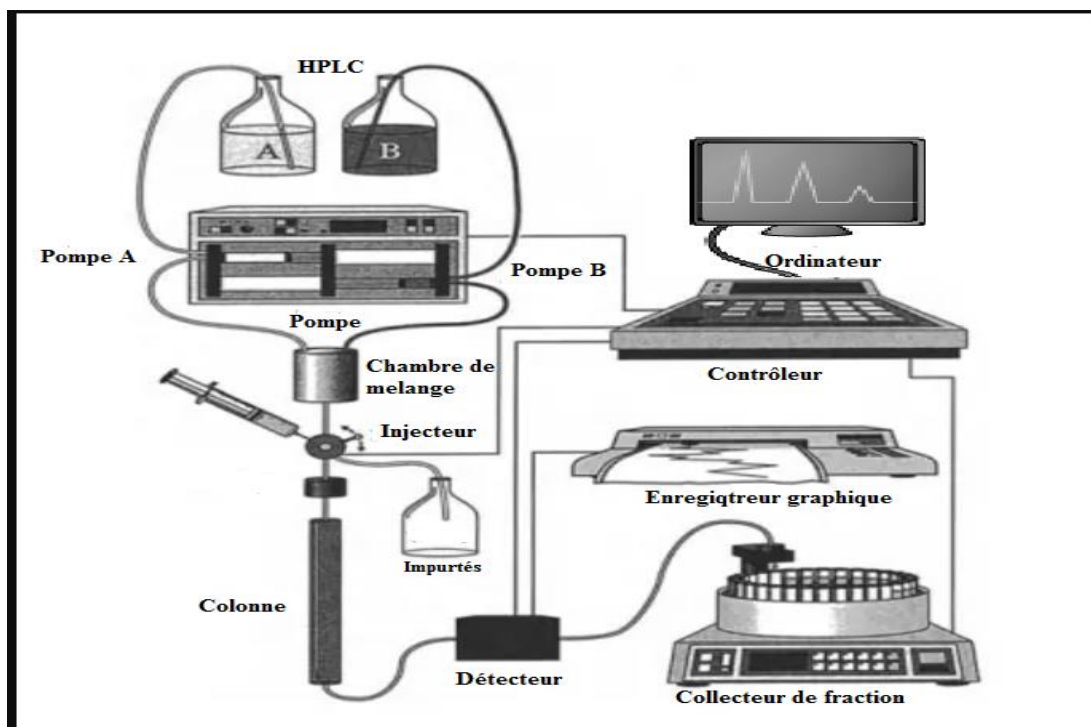 HPLC
A
B
Pompe A
Pompe B
Pompe
Ordinateur
Chambre de
melange
Contrôleur
Injecteur
Enregiqtreur graphique
Impurtés
Colonne
Détecteur
Collecteur de fraction